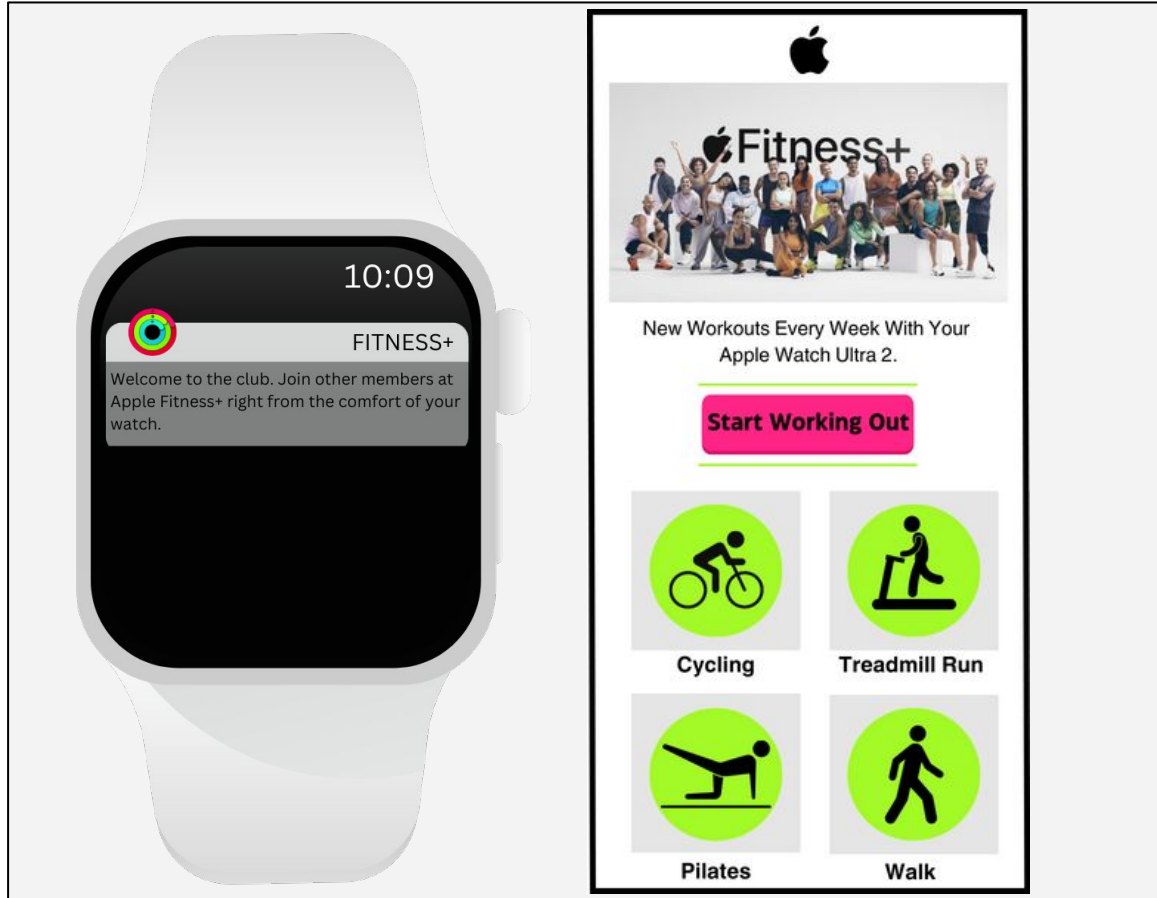 10:09
FITNESS+
Welcome to the club. Join other members at
Apple Fitness+ right from the comfort of your
watch.
Fitness+
New Workouts Every Week With Your
Apple Watch Ultra 2.
Start Working Out
Cycling
Treadmill Run
Pilates
Walk